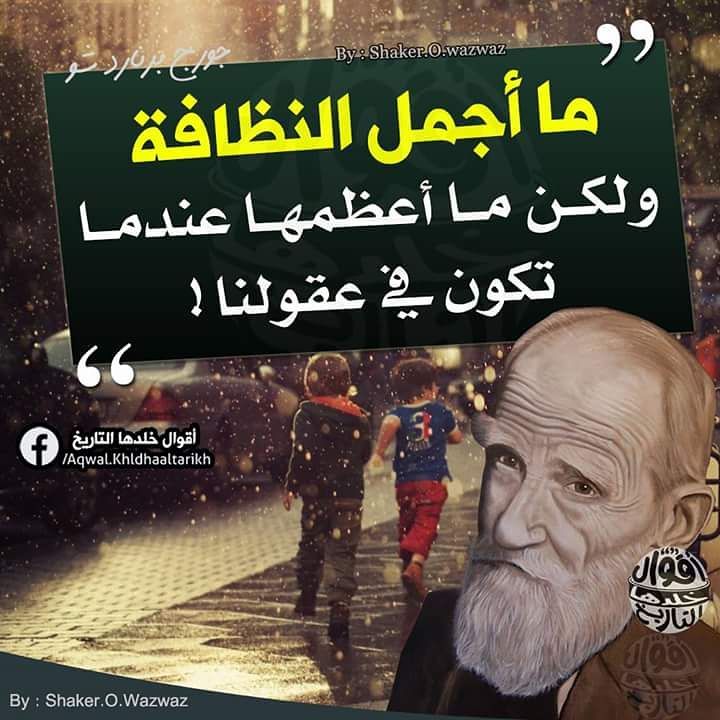 جورج برنارد شو
By : Shaker.O.wazwaz
ما أجمل النظافة
ولكن ما أعظمها عندما
تكون في عقولنا !
أقوال خلدها التاريخ
/Aqwal.Khldhaaltarikh
أقوال
خلدها
التاريخ
By : Shaker.O.Wazwaz